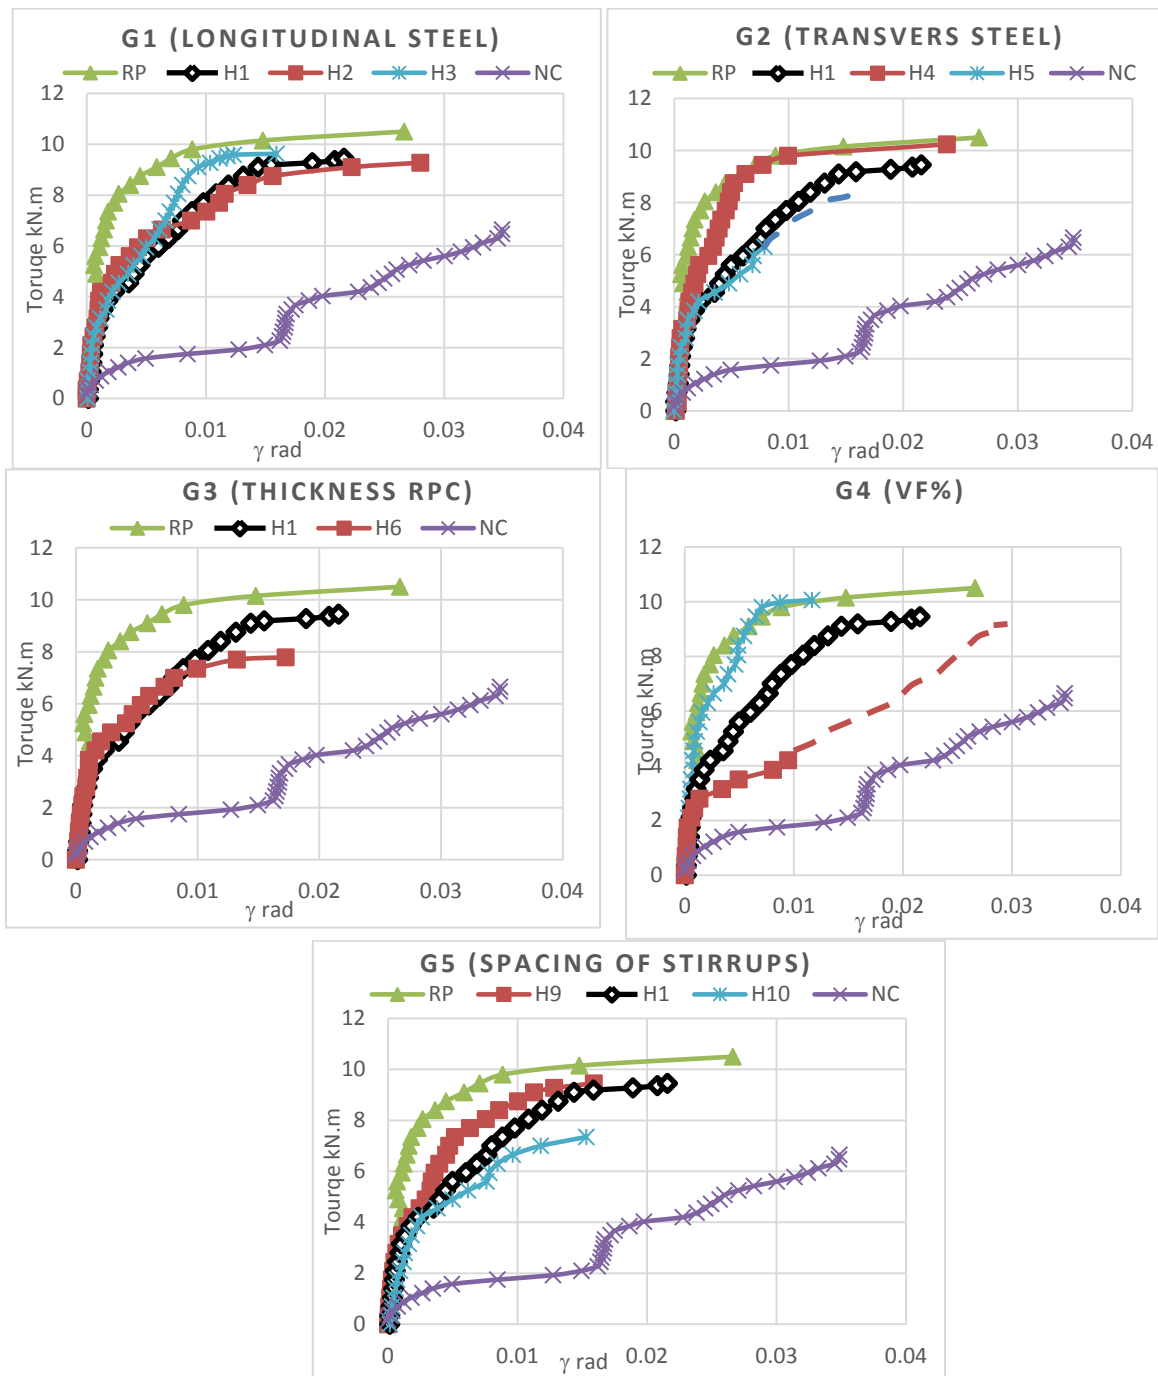 G1 (LONGITUDINAL STEEL)
RP H1 H2 H3 NC
Toruqe kN.m
12
10
8
6
4
2
0
0 0.01 0.02 0.03 0.04
γ rad
G2 (TRANSVERS STEEL)
RP H1 H4 H5 NC
Tourqe kN.m
12
10
8
6
4
2
0
0 0.01 0.02 0.03 0.04
γ rad
G3 (THICKNESS RPC)
RP H1 H6 NC
Toruqe kN.m
12
10
8
6
4
2
0
0 0.01 0.02 0.03 0.04
γ rad
G4 (VF%)
Tourqe kN.m
12
10
8
6
4
2
0
0 0.01 0.02 0.03 0.04
γ rad
G5 (SPACING OF STIRRUPS)
RP H9 H1 H10 NC
Tourqe kN.m
12
10
8
6
4
2
0
0 0.01 0.02 0.03 0.04
γ rad